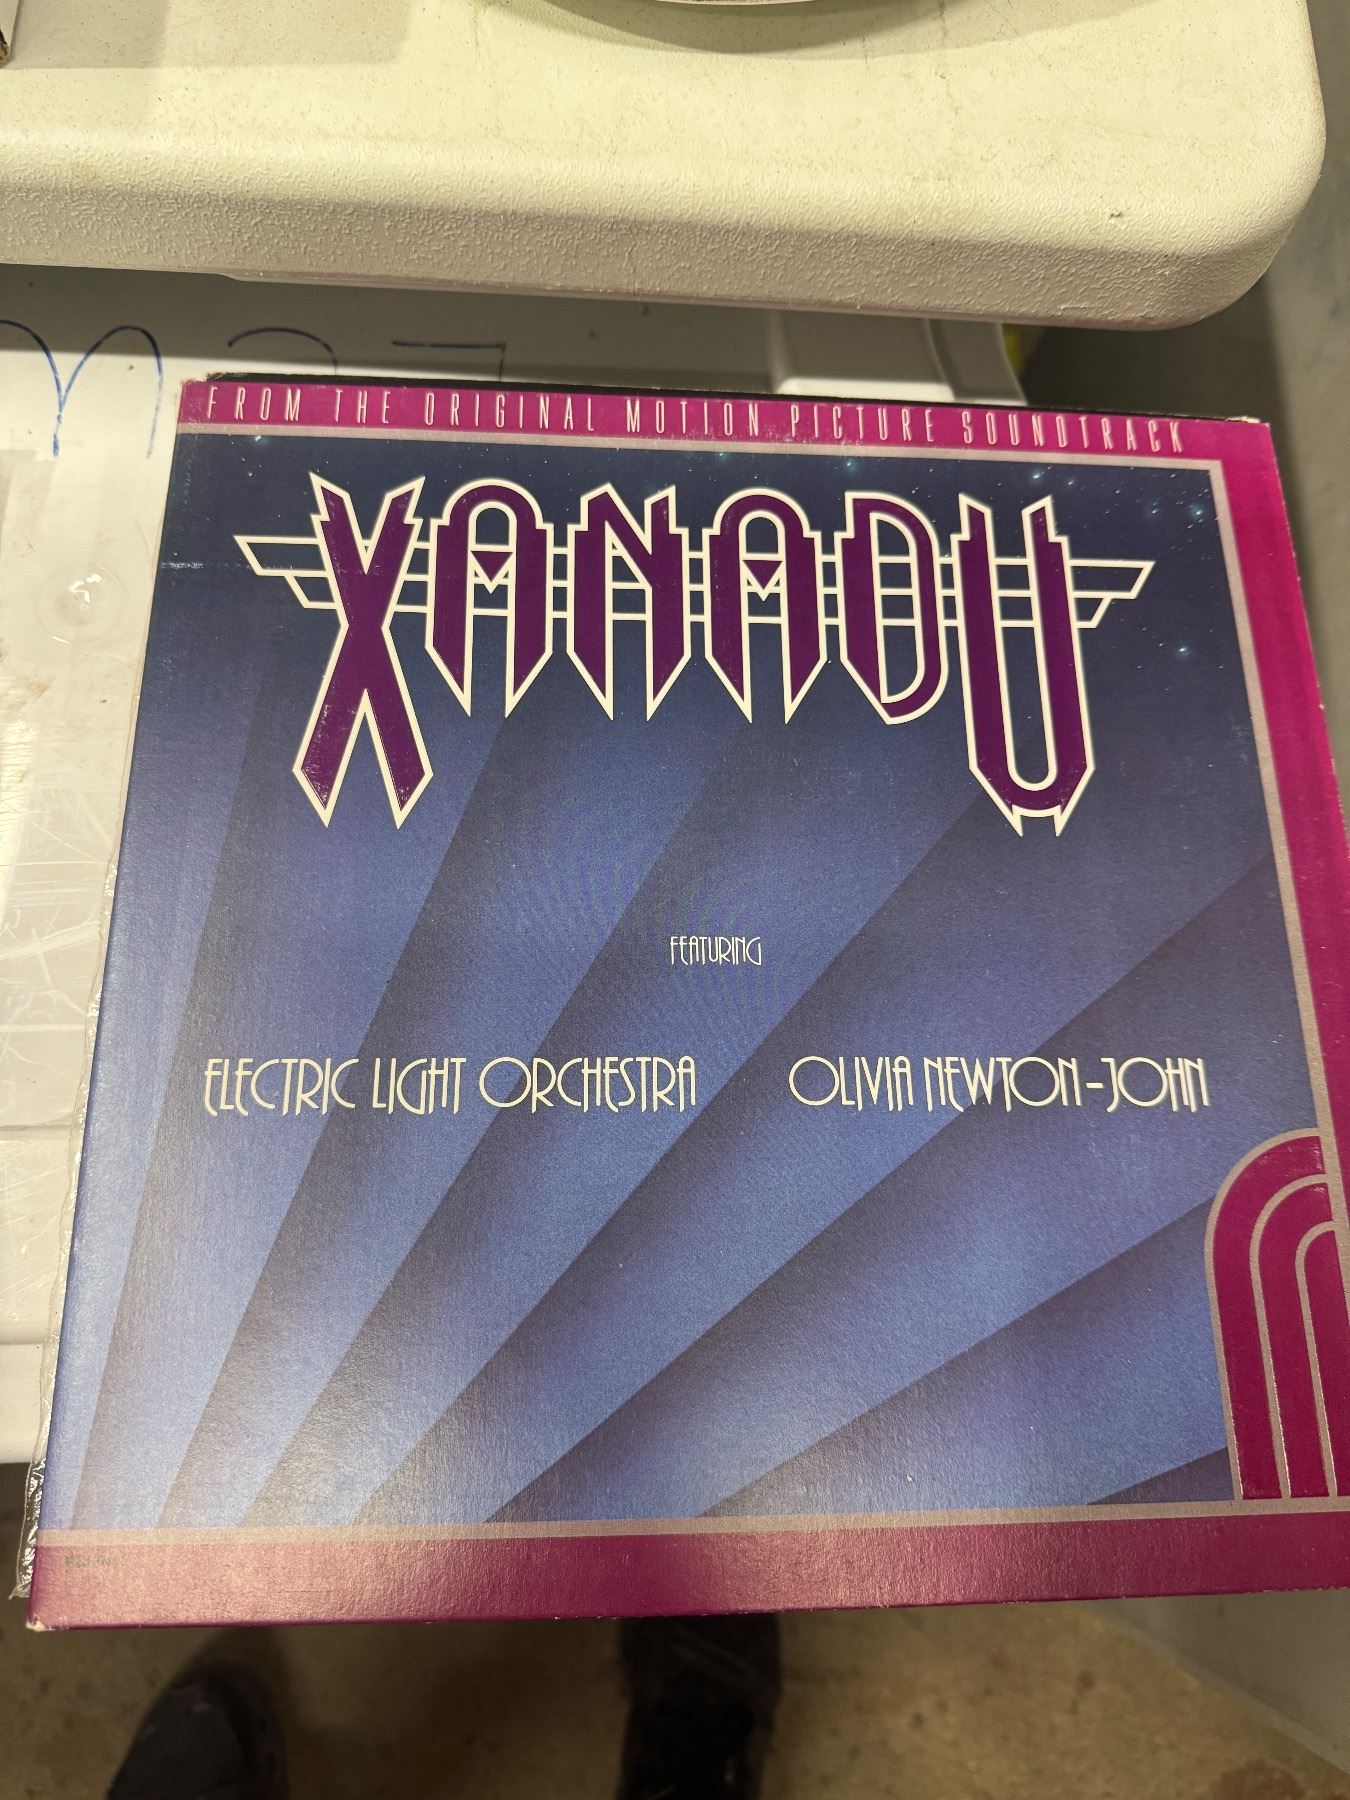 FROM THE ORIGINAL MOTION PICTURE SOUNDTRACK
XANADU
FEATURING
ELECTRIC LIGHT ORCHESTRA OLIVIA NEWTON-JOHN